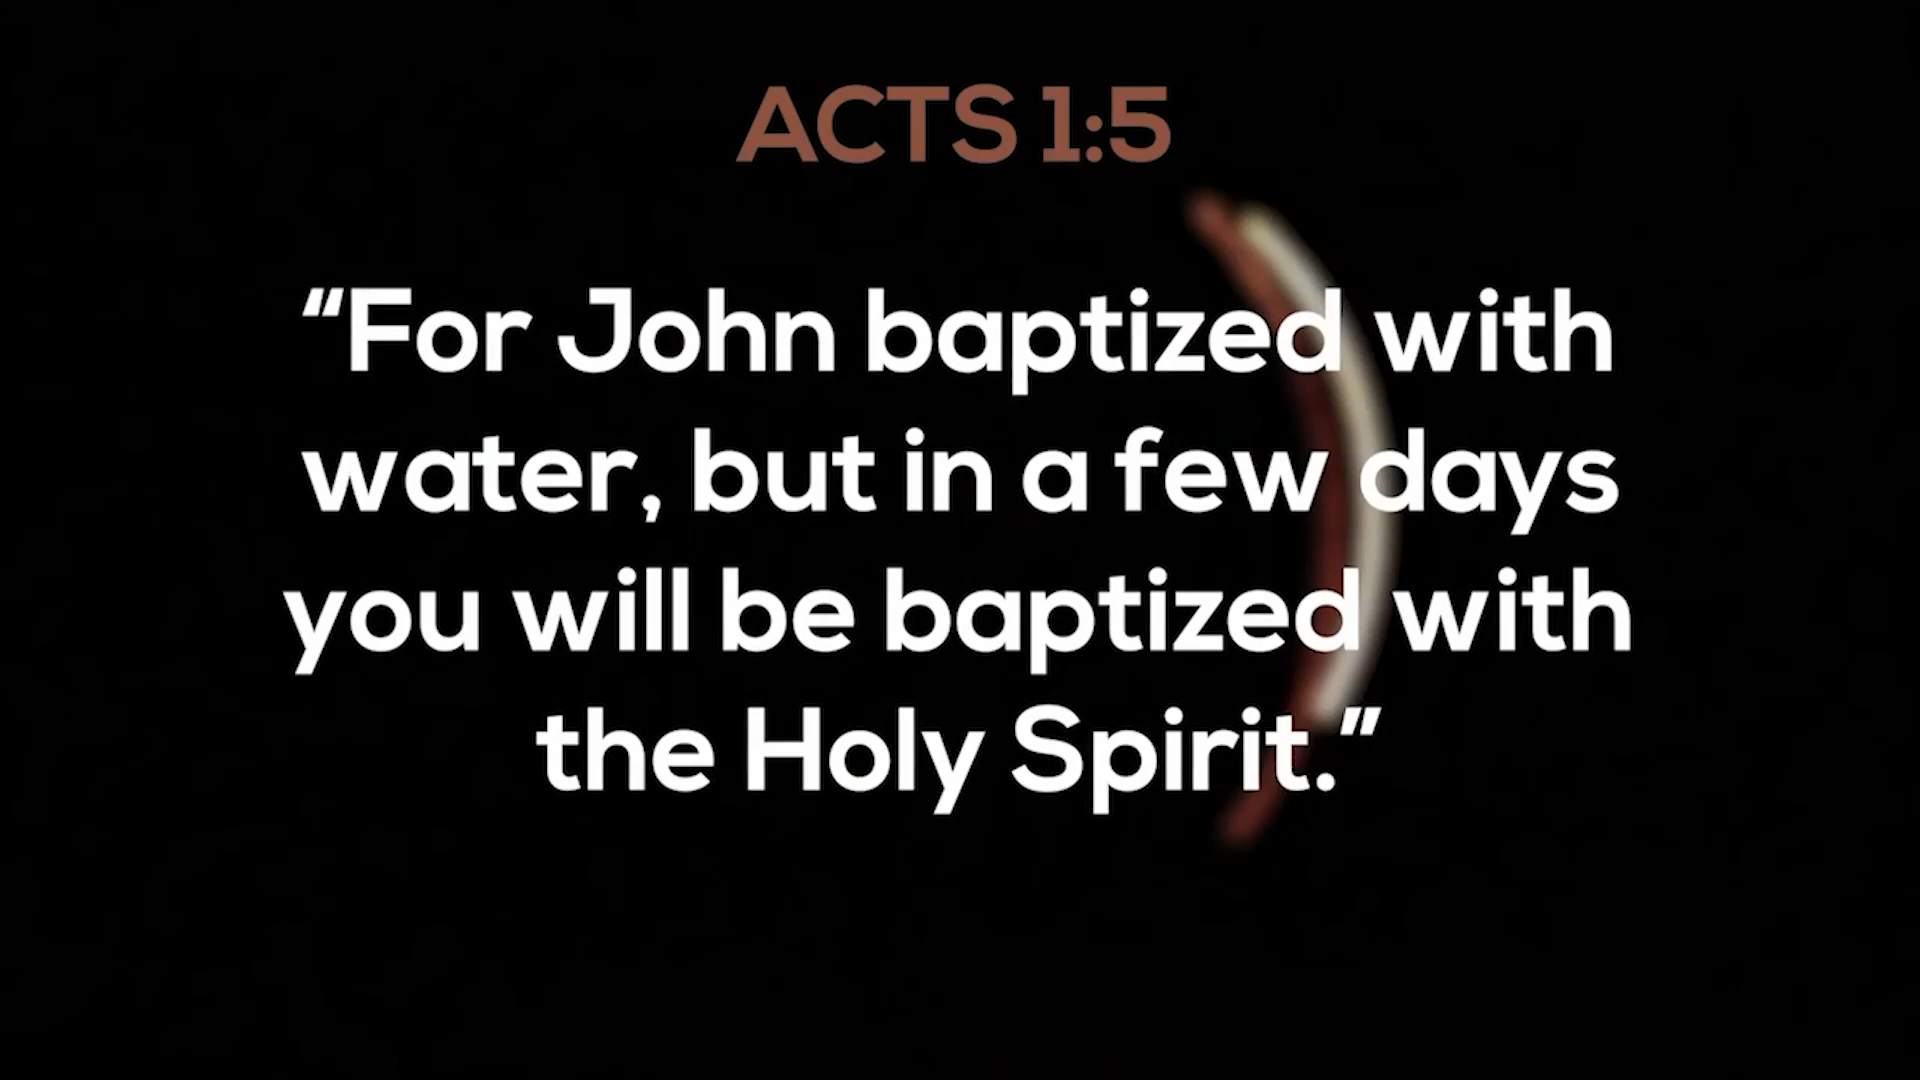 ACTS 1:5
“For John baptized with
water, but in a few days
you will be baptized with
the Holy Spirit.”